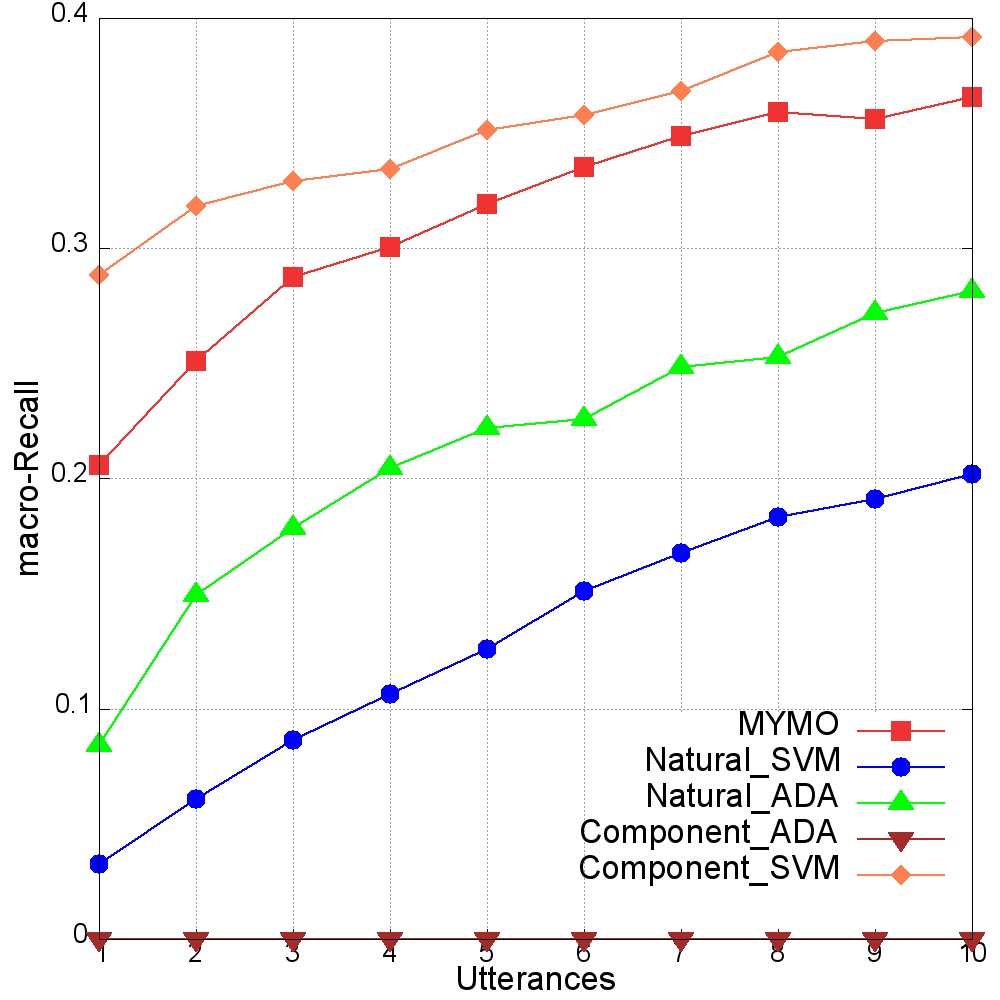 0.4
0.3
0.2
0.1
0
macro-Recall
MYMO
Natural_SVM
Natural_ADA
Component_ADA
Component_SVM
1 2 3 4 5 6 7 8 9 10
Utterances